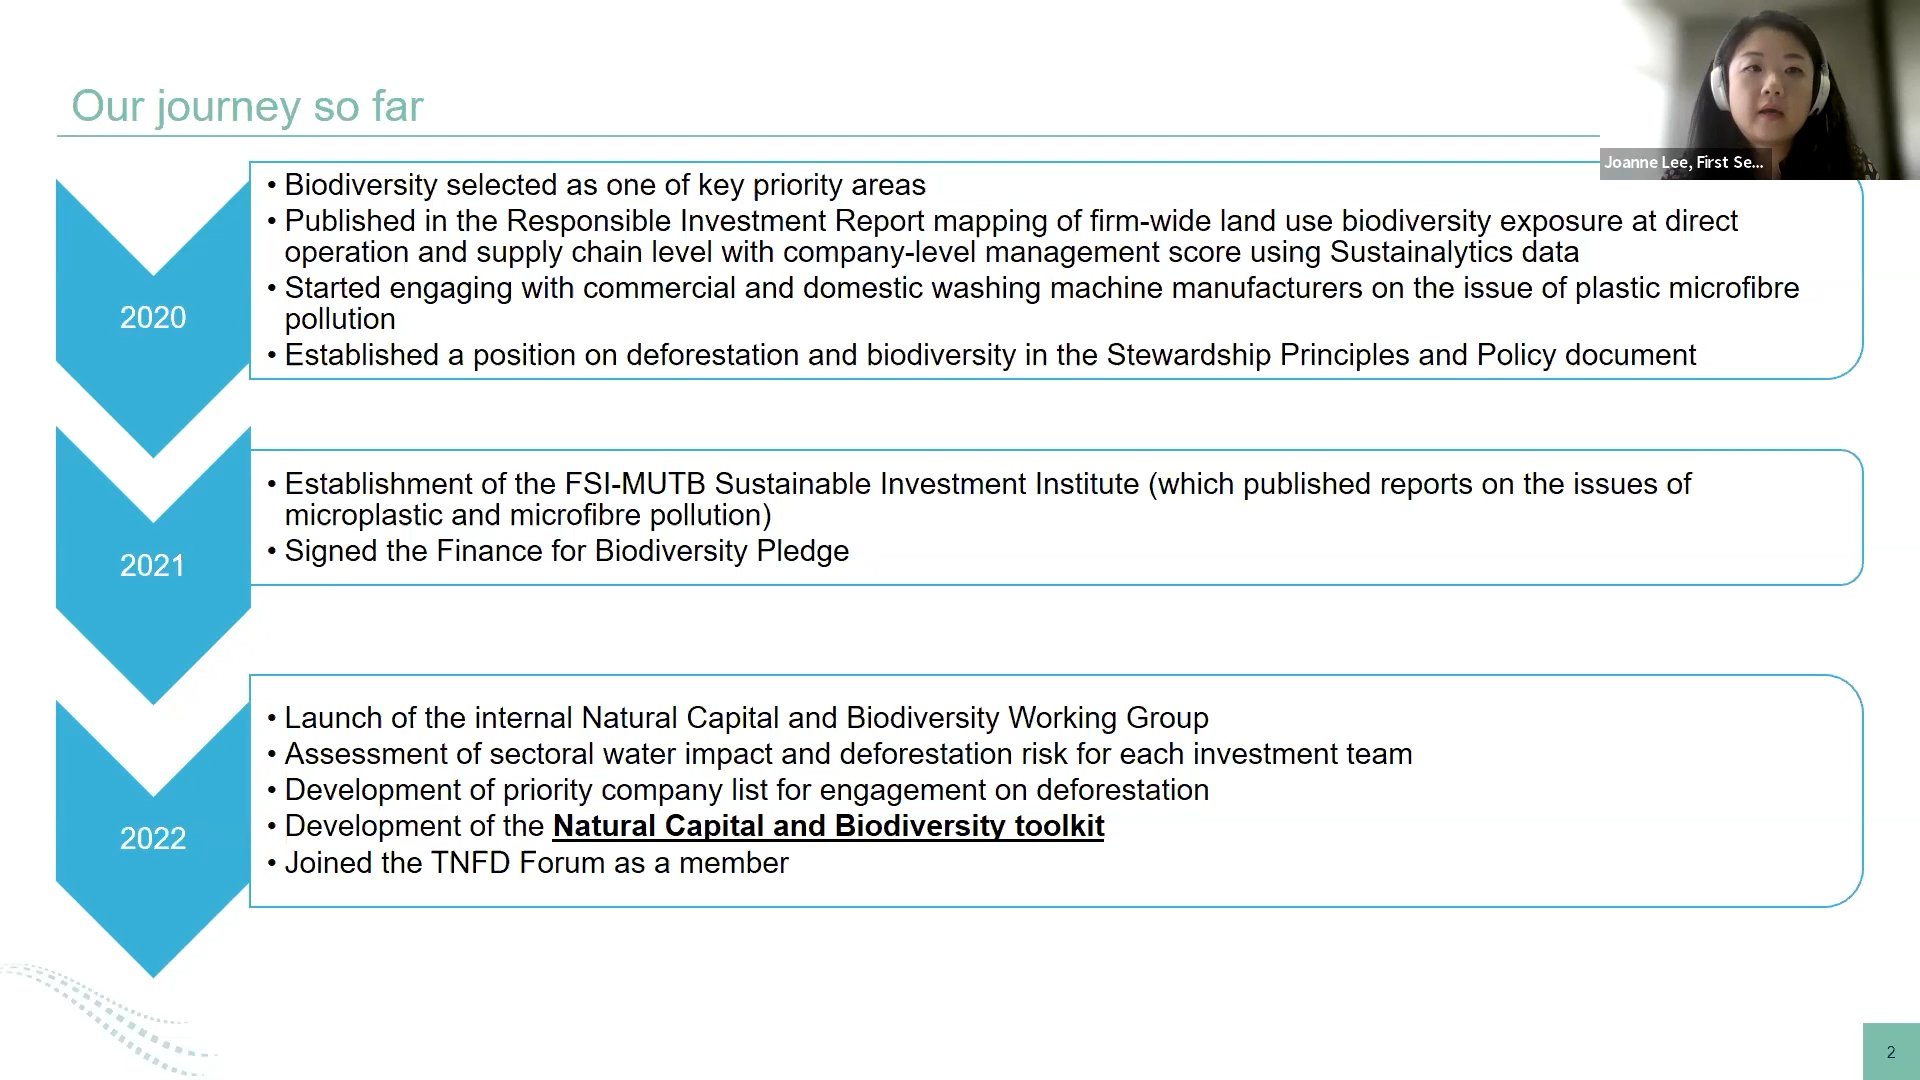 Our journey so far
Joanne Lee, First Se...
2020
• Biodiversity selected as one of key priority areas
• Published in the Responsible Investment Report mapping of firm-wide land use biodiversity exposure at direct
operation and supply chain level with company-level management score using Sustainalytics data
• Started engaging with commercial and domestic washing machine manufacturers on the issue of plastic microfibre
pollution
• Established a position on deforestation and biodiversity in the Stewardship Principles and Policy document
2021
• Establishment of the FSI-MUTB Sustainable Investment Institute (which published reports on the issues of
microplastic and microfibre pollution)
• Signed the Finance for Biodiversity Pledge
2022
• Launch of the internal Natural Capital and Biodiversity Working Group
• Assessment of sectoral water impact and deforestation risk for each investment team
• Development of priority company list for engagement on deforestation
• Development of the Natural Capital and Biodiversity toolkit
• Joined the TNFD Forum as a member
2